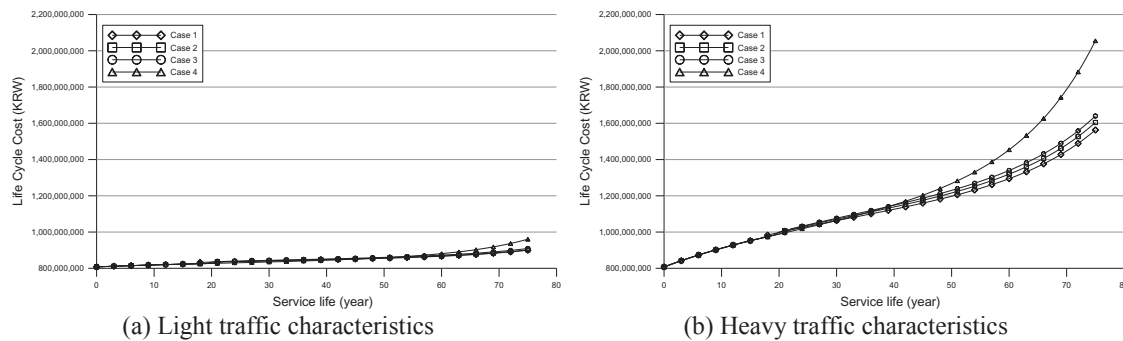 2,200,000,000
2,000,000,000
1,800,000,000
1,600,000,000
1,400,000,000
1,200,000,000
1,000,000,000
800,000,000
Life Cycle Cost (KRW)
Case 1
Case 2
Case 3
Case 4
0 10 20 30 40 50 60 70 80
Service life (year)
(a) Light traffic characteristics
2,200,000,000
2,000,000,000
1,800,000,000
1,600,000,000
1,400,000,000
1,200,000,000
1,000,000,000
800,000,000
Life Cycle Cost (KRW)
Case 1
Case 2
Case 3
Case 4
0 10 20 30 40 50 60 70 80
Service life (year)
(b) Heavy traffic characteristics